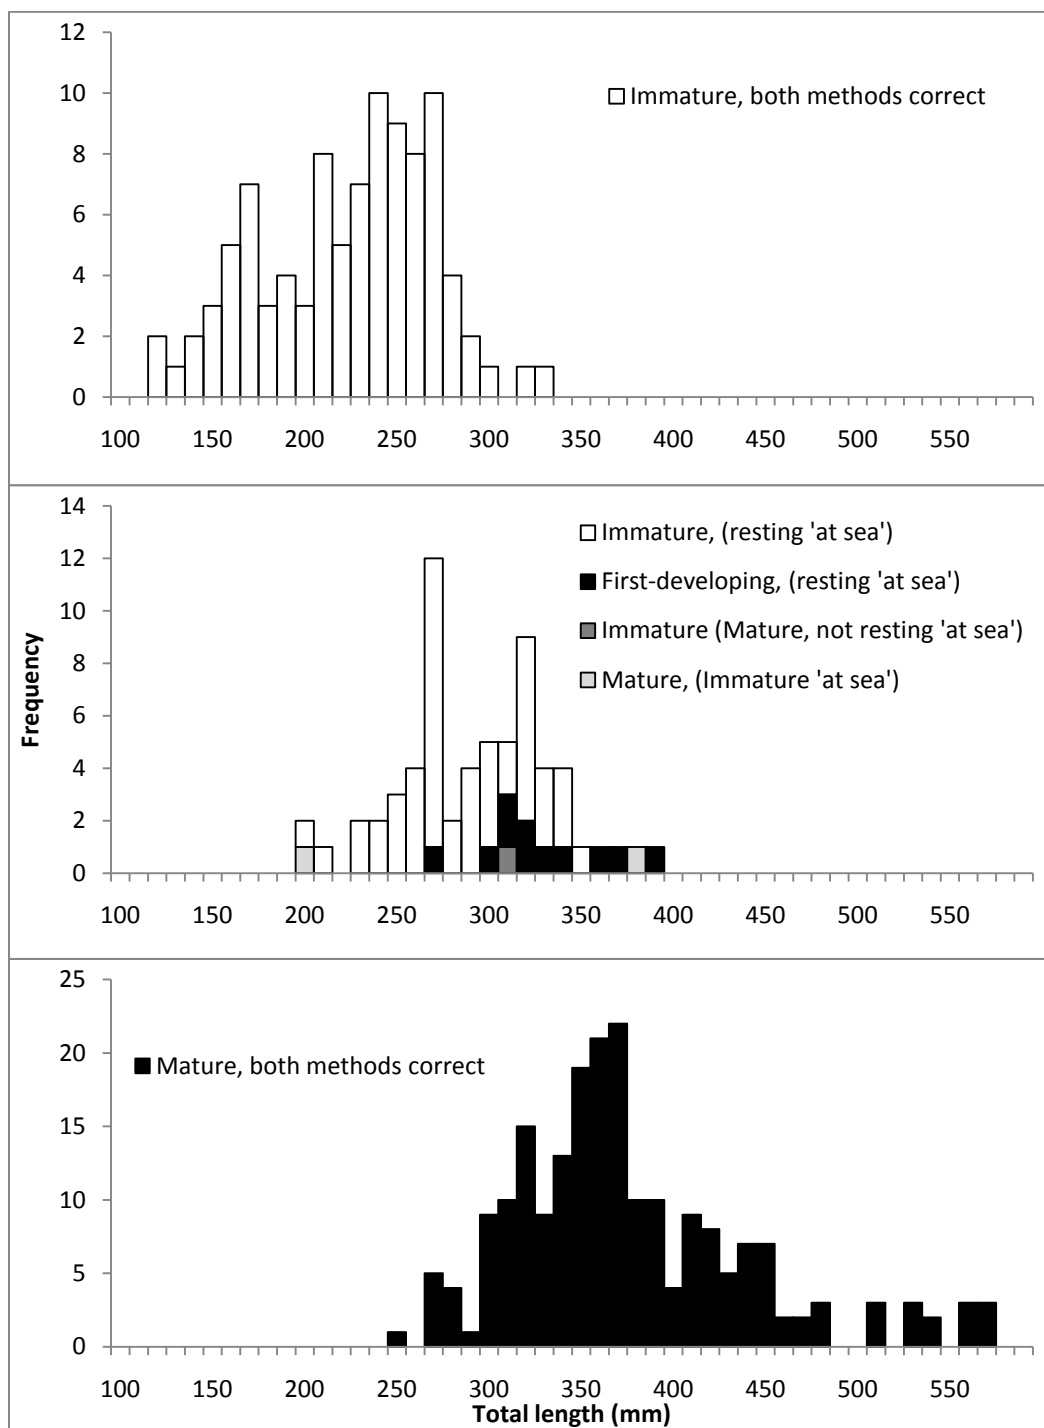 12
10
8
6
4
2
0
Immature, both methods correct
100 150 200 250 300 350 400 450 500 550
14
12
10
8
6
4
2
0
Frequency
Immature, (resting 'at sea')
First-developing, (resting 'at sea')
Immature (Mature, not resting 'at sea')
Mature, (Immature 'at sea')
100 150 200 250 300 350 400 450 500 550
25
20
15
10
5
0
Mature, both methods correct
100 150 200 250 300 350 400 450 500 550
Total length (mm)